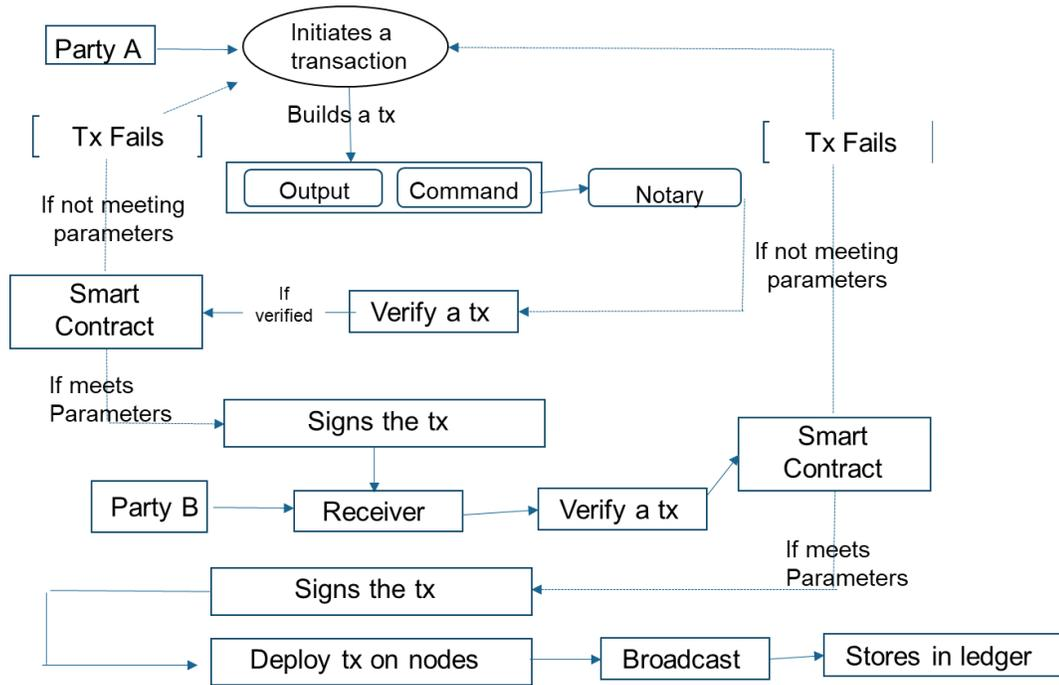 Party A
Initiates a
transaction
Builds a tx
[ Tx Fails ]
[ Tx Fails |
Output
Command
Notary
If not meeting
parameters
If not meeting
parameters
Smart
Contract
If
verified
Verify a tx
If meets
Parameters
Signs the tx
Smart
Contract
Party B
Receiver
Verify a tx
If meets
Parameters
Signs the tx
Deploy tx on nodes
Broadcast
Stores in ledger